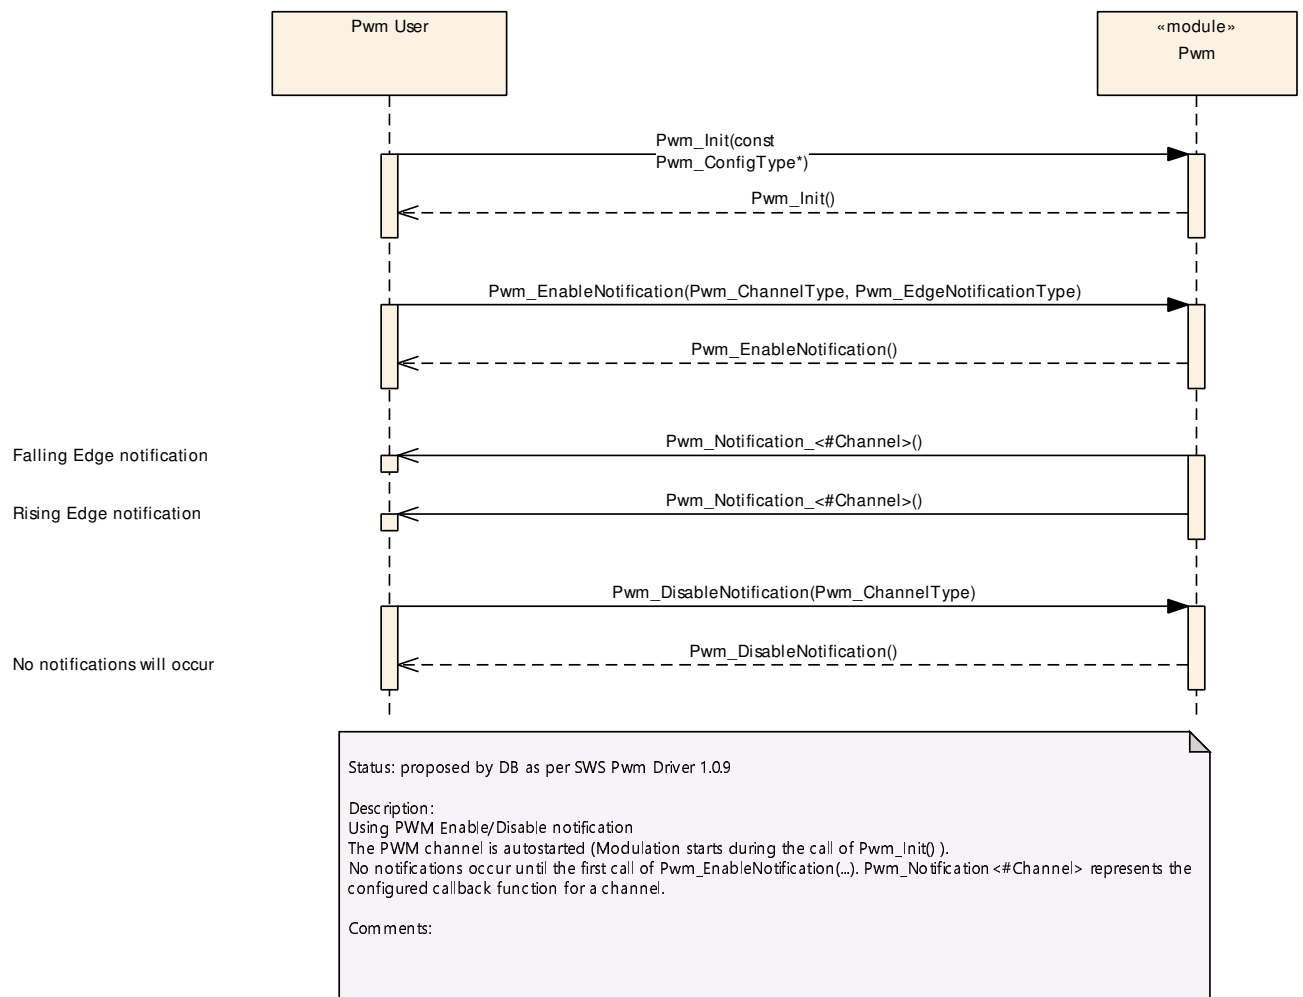 Pwm User
«module»
Pwm
Pwm_Init(const
Pwm_ConfigType*)
Pwm_Init()
Pwm_EnableNotification(Pwm_ChannelType, Pwm_EdgeNotificationType)
Pwm_EnableNotification()
Pwm_Notification_<#Channel>()
Falling Edge notification
Pwm_Notification_<#Channel>()
Rising Edge notification
Pwm_DisableNotification(Pwm_ChannelType)
Pwm_DisableNotification()
No notifications will occur
Status: proposed by DB as per SWS Pwm Driver 1.0.9
Description:
Using PWM Enable/Disable notification
The PWM channel is autostarted (Modulation starts during the call of Pwm_Init() ).
No notifications occur until the first call of Pwm_EnableNotification(...). Pwm_Notification<#Channel> represents the
configured callback function for a channel.
Comments: